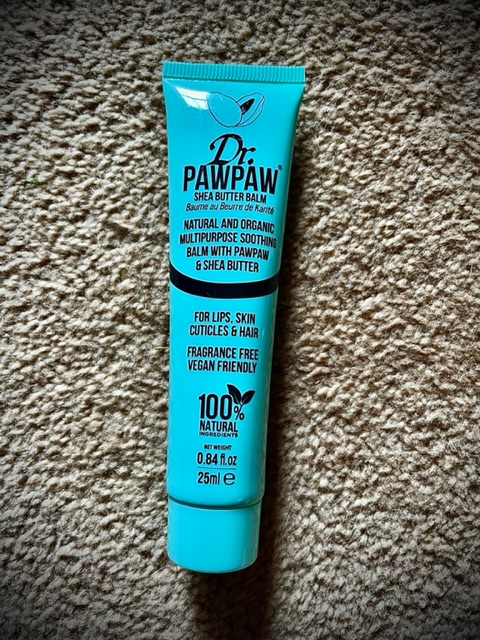 Dr.
PAWPAW®
SHEA BUTTER BALM
Baume au Beurre de Karité
NATURAL AND ORGANIC
MULTIPURPOSE SOOTHING
BALM WITH PAWPAW
& SHEA BUTTER
FOR LIPS, SKIN
CUTICLES & HAIR
FRAGRANCE FREE
VEGAN FRIENDLY
100%
NATURAL
INGREDIENTS
NET WEIGHT
0.84 fl.oz
25ml ℮